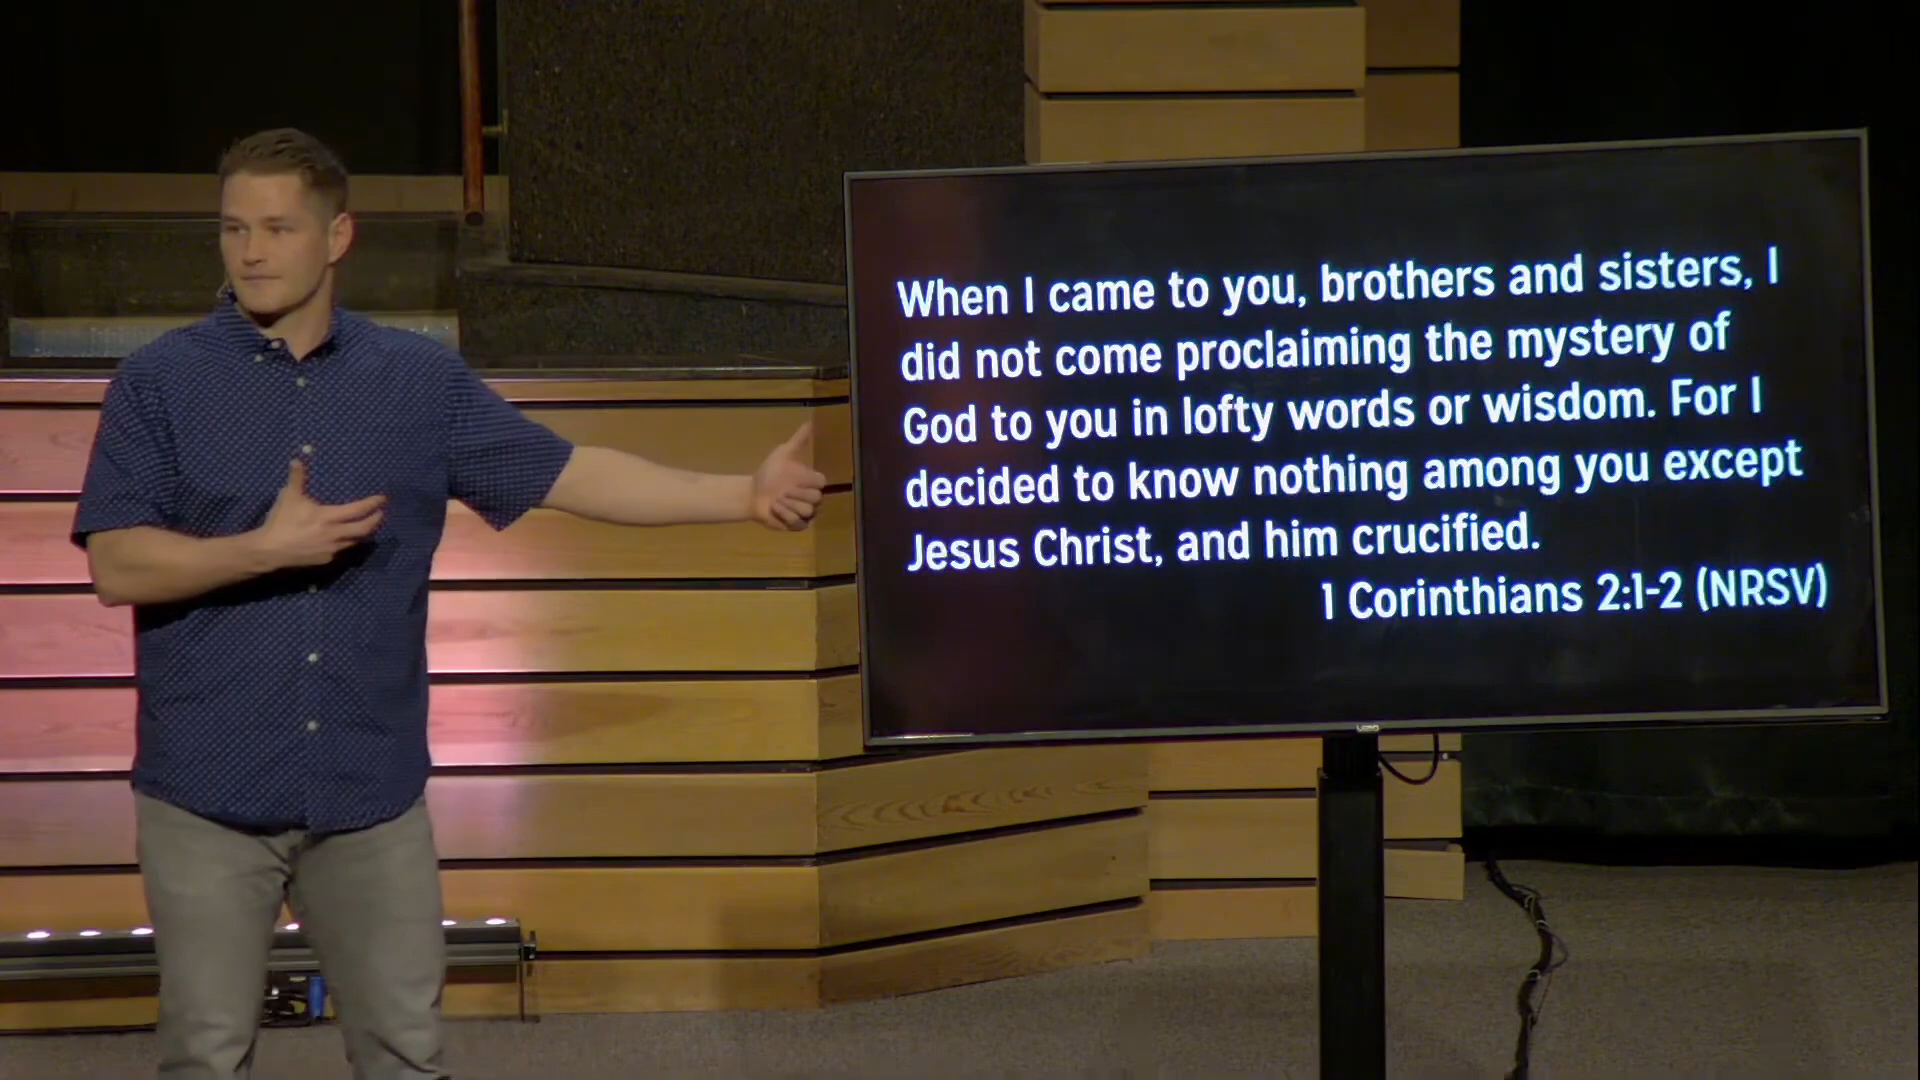 When I came to you, brothers and sisters, I
did not come proclaiming the mystery of
God to you in lofty words or wisdom. For I
decided to know nothing among you except
Jesus Christ, and him crucified.
1 Corinthians 2:1-2 (NRSV)